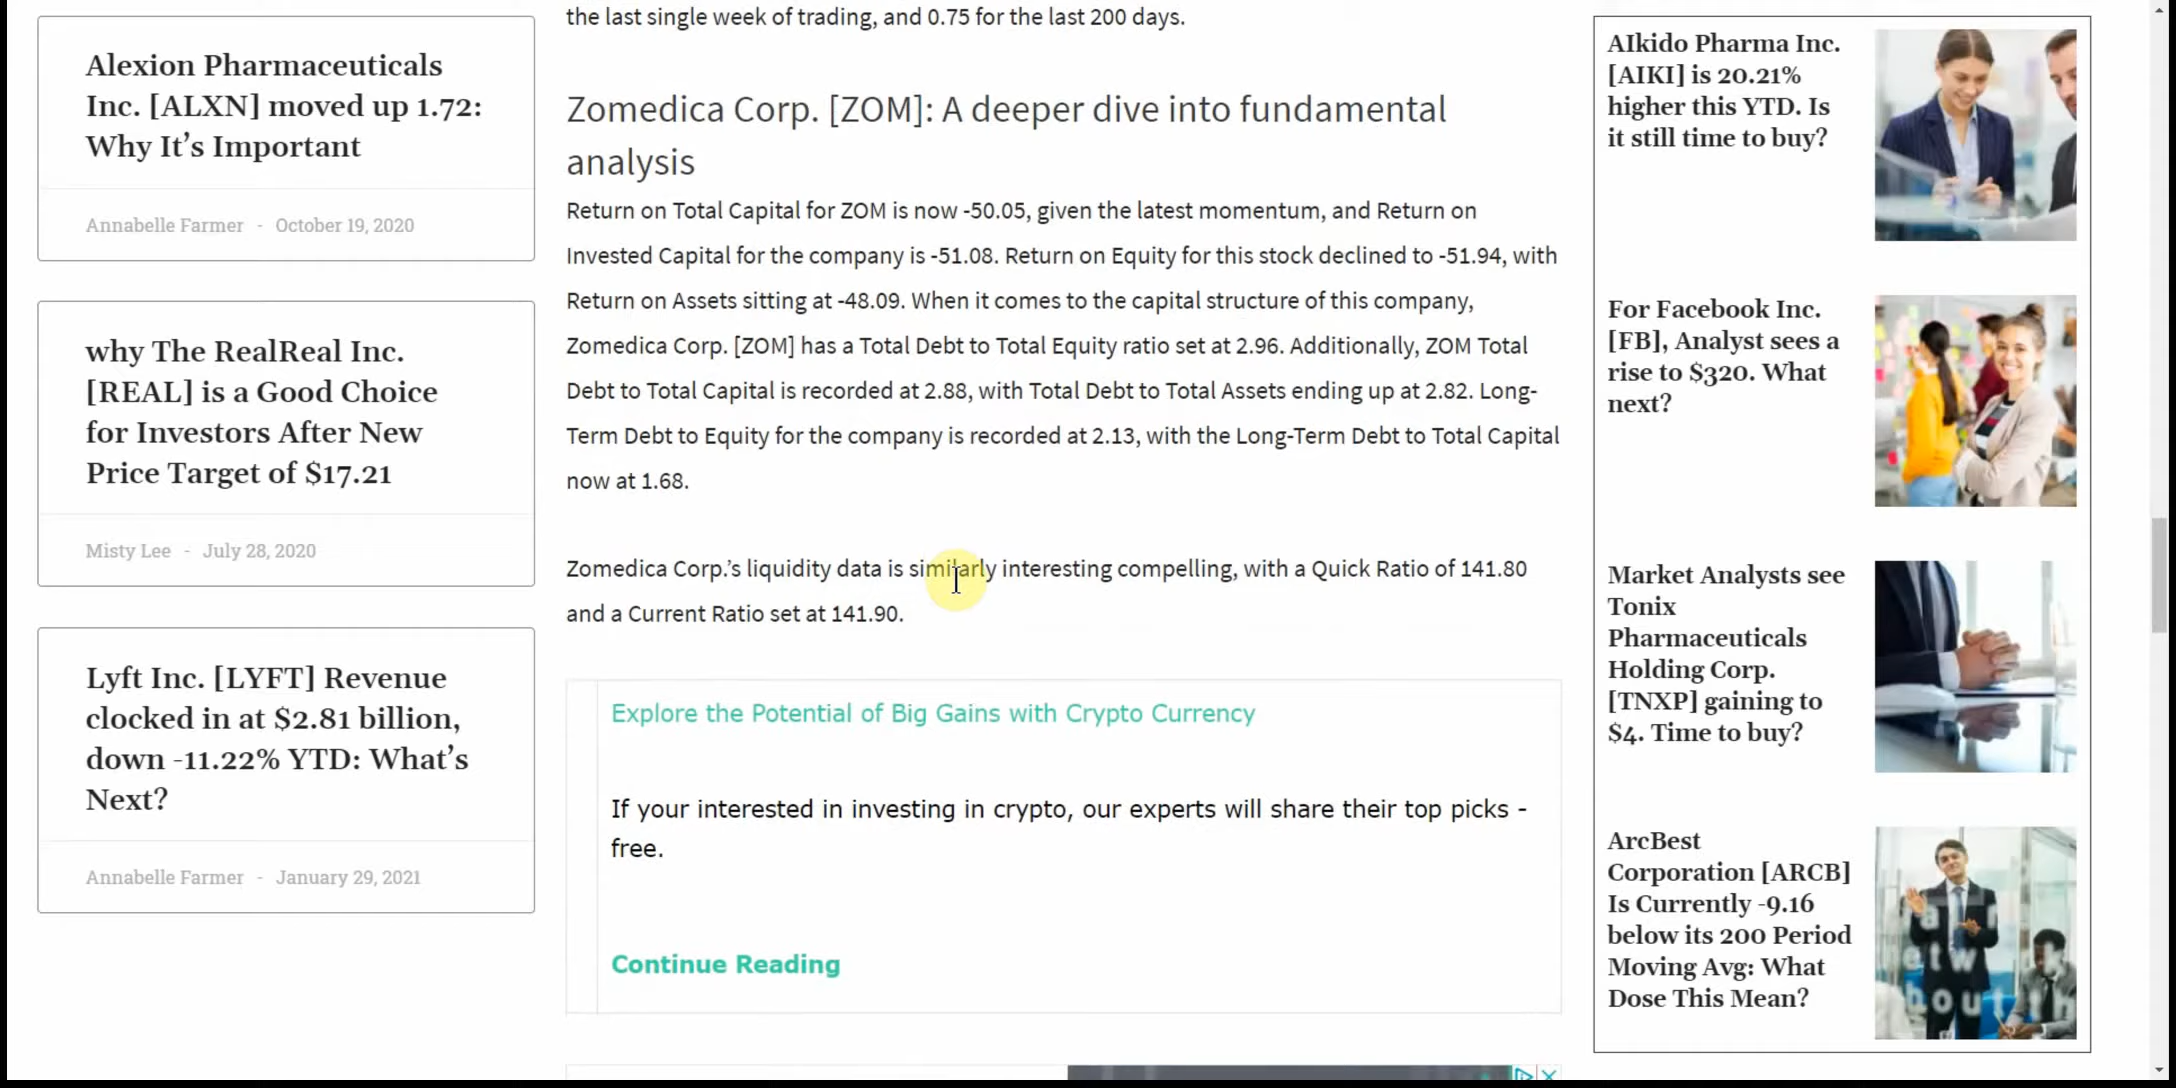 Alexion Pharmaceuticals
Inc. [ALXN] moved up 1.72:
Why It’s Important
Annabelle Farmer - October 19, 2020
why The RealReal Inc.
[REAL] is a Good Choice
for Investors After New
Price Target of $17.21
Misty Lee - July 28, 2020
Lyft Inc. [LYFT] Revenue
clocked in at $2.81 billion,
down -11.22% YTD: What’s
Next?
Annabelle Farmer - January 29, 2021
the last single week of trading, and 0.75 for the last 200 days.
Zomedica Corp. [ZOM]: A deeper dive into fundamental
analysis
Return on Total Capital for ZOM is now -50.05, given the latest momentum, and Return on
Invested Capital for the company is -51.08. Return on Equity for this stock declined to -51.94, with
Return on Assets sitting at -48.09. When it comes to the capital structure of this company,
Zomedica Corp. [ZOM] has a Total Debt to Total Equity ratio set at 2.96. Additionally, ZOM Total
Debt to Total Capital is recorded at 2.88, with Total Debt to Total Assets ending up at 2.82. Long-
Term Debt to Equity for the company is recorded at 2.13, with the Long-Term Debt to Total Capital
now at 1.68.
Zomedica Corp.’s liquidity data is similarly interesting compelling, with a Quick Ratio of 141.80
and a Current Ratio set at 141.90.
Explore the Potential of Big Gains with Crypto Currency
If your interested in investing in crypto, our experts will share their top picks -
free.
Continue Reading
AIkido Pharma Inc.
[AIKI] is 20.21%
higher this YTD. Is
it still time to buy?
For Facebook Inc.
[FB], Analyst sees a
rise to $320. What
next?
Market Analysts see
Tonix
Pharmaceuticals
Holding Corp.
[TNXP] gaining to
$4. Time to buy?
ArcBest
Corporation [ARCB]
Is Currently -9.16
below its 200 Period
Moving Avg: What
Dose This Mean?